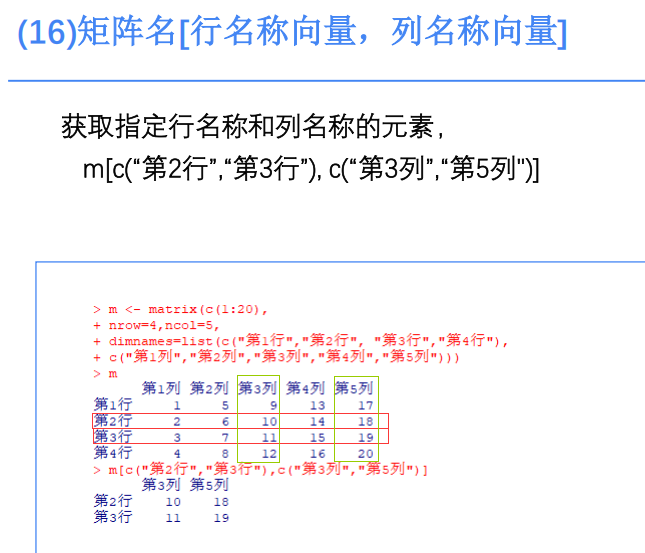 (16)矩阵名[行名称向量，列名称向量]
获取指定行名称和列名称的元素，
m[c(“第2行”,“第3行”), c(“第3列”,“第5列")]
> m <- matrix(c(1:20),
+ nrow=4,ncol=5,
+ dimnames=list(c("第1行","第2行", "第3行","第4行"),
+ c("第1列","第2列","第3列","第4列","第5列")))
> m
第1列 第2列 第3列 第4列 第5列
第1行 1 5 9 13 17
第2行 2 6 10 14 18
第3行 3 7 11 15 19
第4行 4 8 12 16 20
> m[c("第2行","第3行"),c("第3列","第5列")]
第3列 第5列
第2行 10 18
第3行 11 19